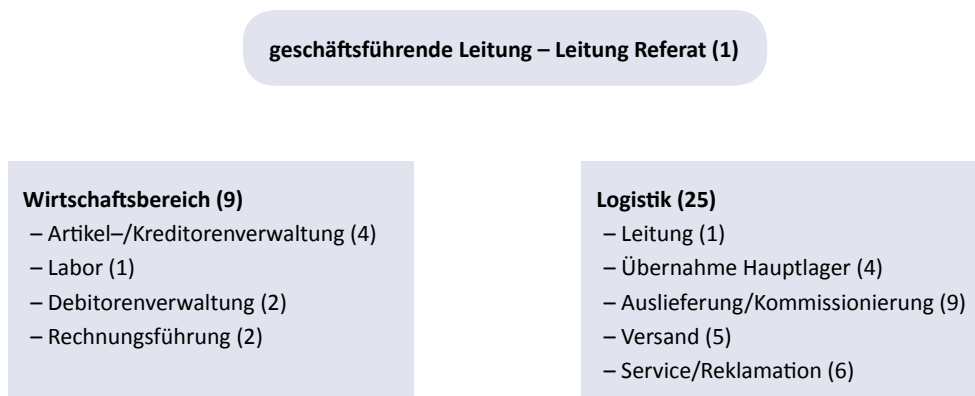 geschäftsführende Leitung – Leitung Referat (1)
Wirtschaftsbereich (9)
– Artikel–/Kreditorenverwaltung (4)
– Labor (1)
– Debitorenverwaltung (2)
– Rechnungsführung (2)
Logistik (25)
– Leitung (1)
– Übernahme Hauptlager (4)
– Auslieferung/Kommissionierung (9)
– Versand (5)
– Service/Reklamation (6)